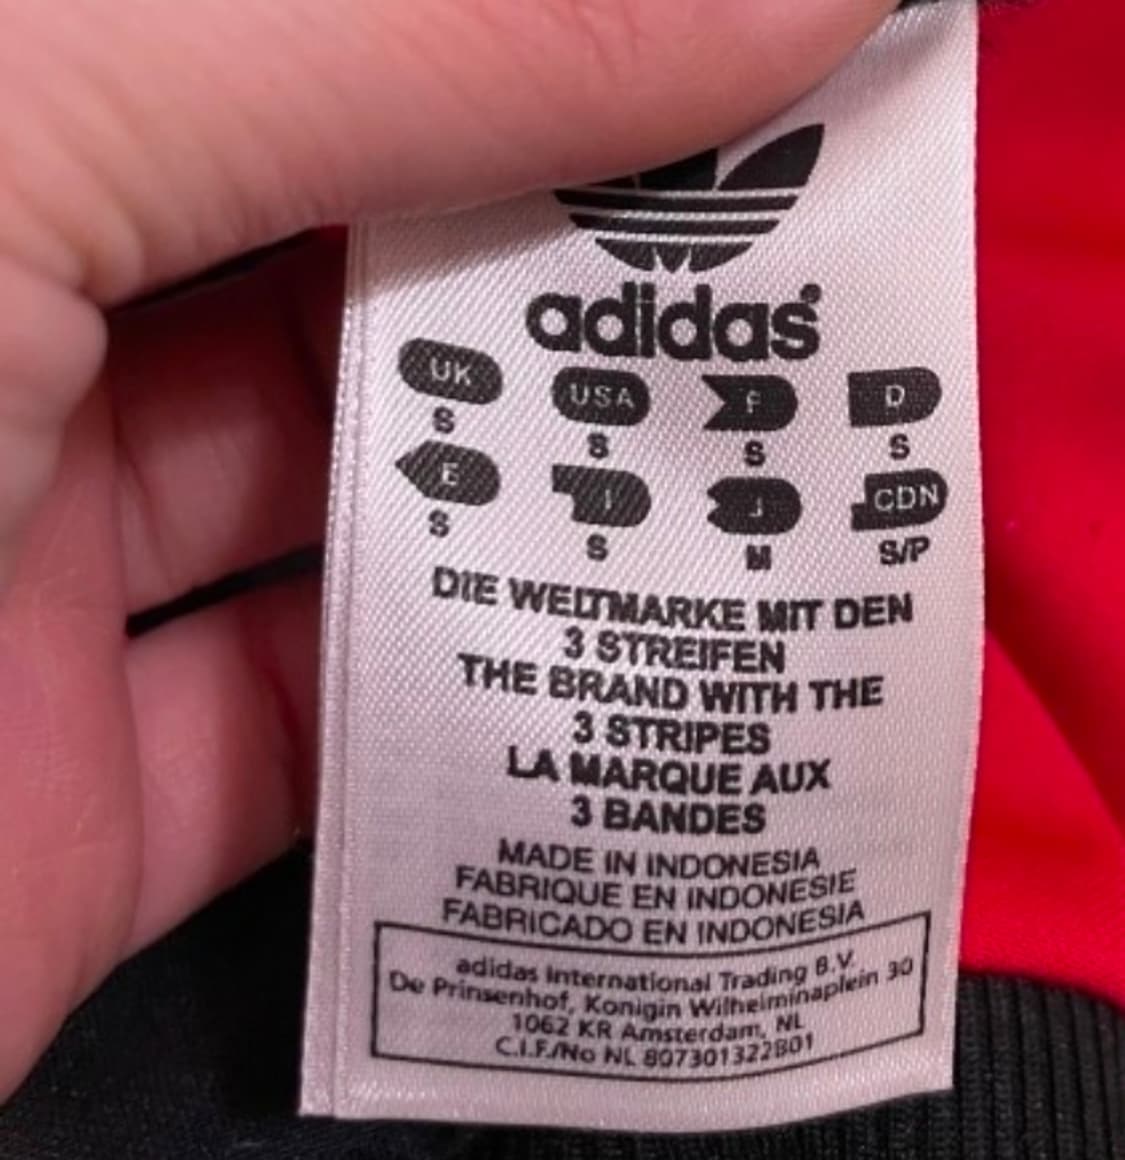 adidas®
UK USA F D
S S S S
E I J CDN
S S M S/P
DIE WELTMARKE MIT DEN
3 STREIFEN
THE BRAND WITH THE
3 STRIPES
LA MARQUE AUX
3 BANDES
MADE IN INDONESIA
FABRIQUE EN INDONESIE
FABRICADO EN INDONESIA
adidas International Trading B.V.
De Prinsenhof, Konigin Wilhelminaplein 30
1062 KR Amsterdam, NL
C.I.F./No NL 807301322B01